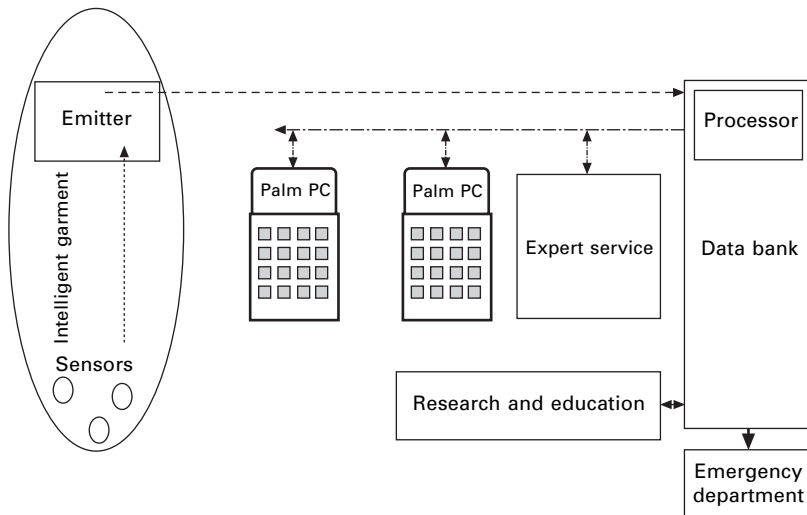 Emitter
Processor
Intelligent garment
Palm PC
Palm PC
Expert service
Data bank
Sensors
Research and education
Emergency
department